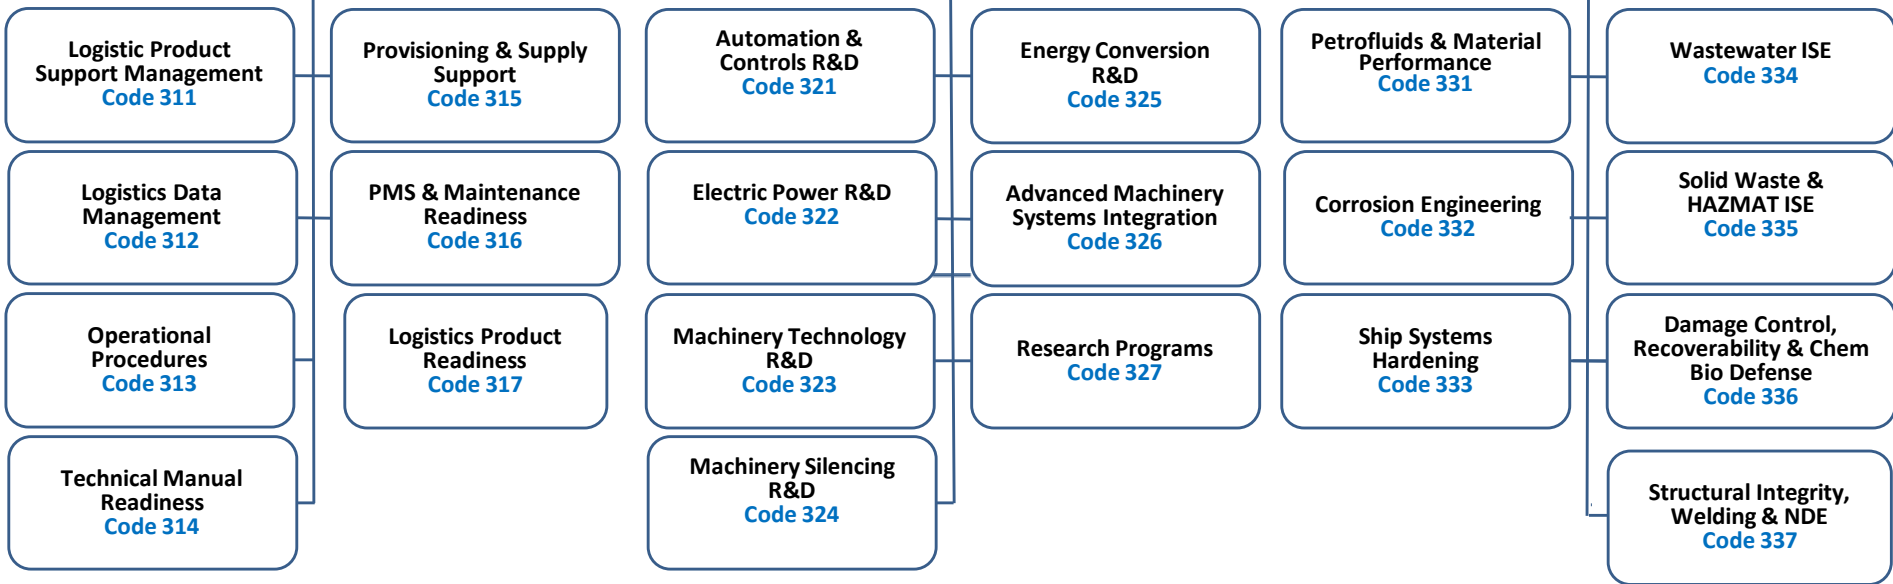 Logistic Product
Support Management
Code 311
Provisioning & Supply
Support
Code 315
Automation &
Controls R&D
Code 321
Energy Conversion
R&D
Code 325
Petrofluids & Material
Performance
Code 331
Wastewater ISE
Code 334
Logistics Data
Management
Code 312
PMS & Maintenance
Readiness
Code 316
Electric Power R&D
Code 322
Advanced Machinery
Systems Integration
Code 326
Corrosion Engineering
Code 332
Solid Waste &
HAZMAT ISE
Code 335
Operational
Procedures
Code 313
Logistics Product
Readiness
Code 317
Machinery Technology
R&D
Code 323
Research Programs
Code 327
Ship Systems
Hardening
Code 333
Damage Control,
Recoverability & Chem
Bio Defense
Code 336
Technical Manual
Readiness
Code 314
Machinery Silencing
R&D
Code 324
Structural Integrity,
Welding & NDE
Code 337